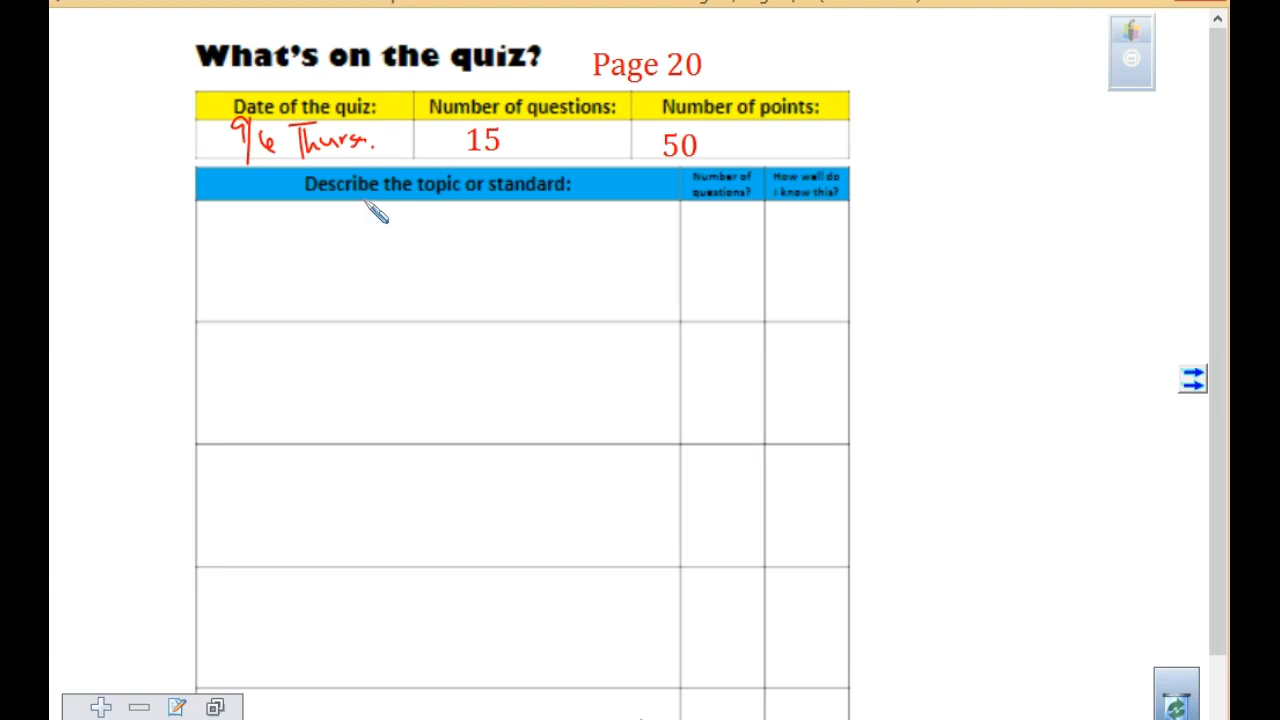 What's on the quiz? Page 20
Date of the quiz: Number of questions: Number of points:
9/6 Thurs. 15 50
Describe the topic or standard: Number of questions? How well do I know this?